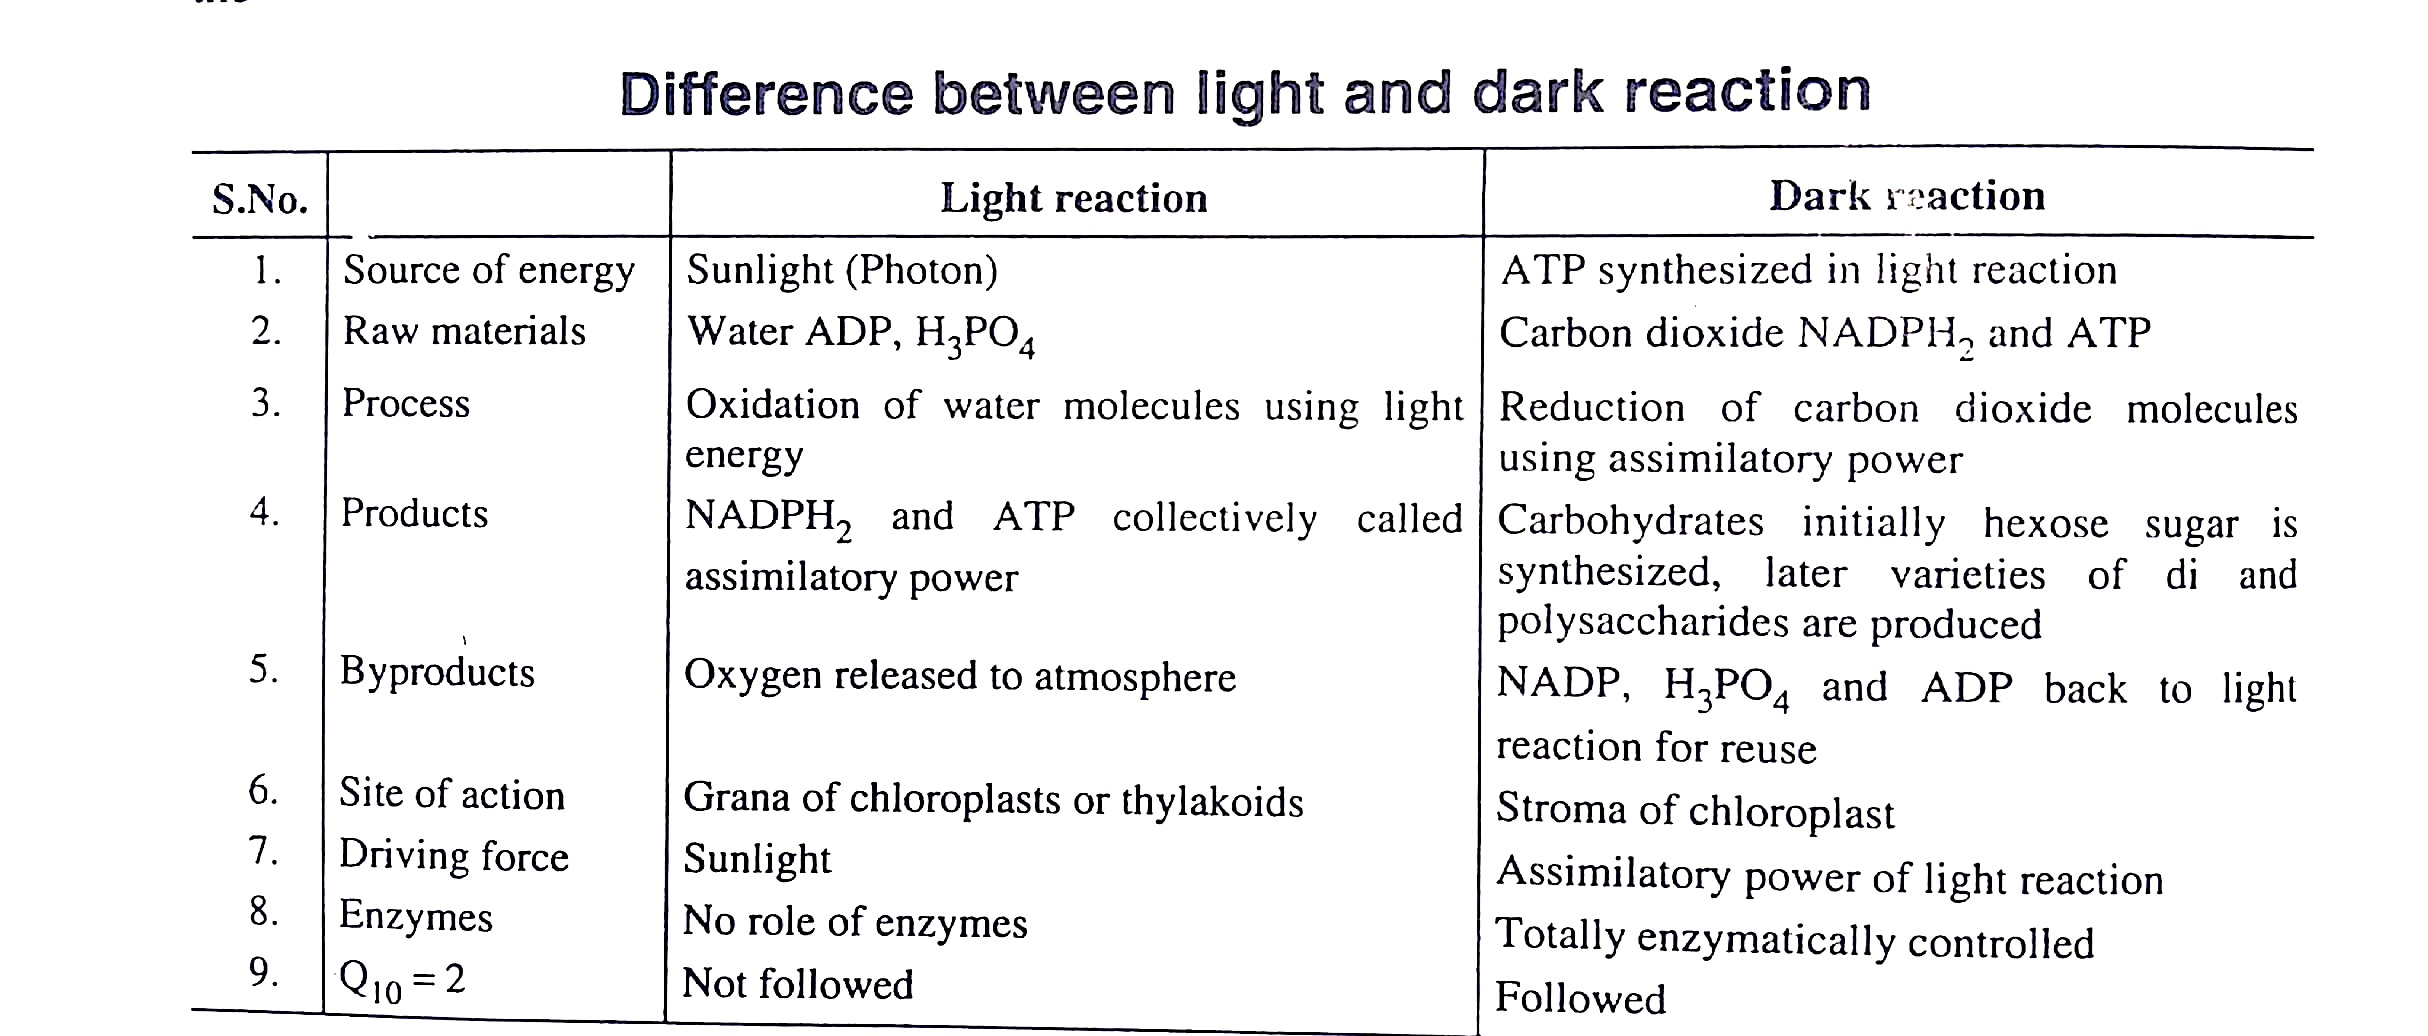 Difference between light and dark reaction
S.No. Light reaction Dark reaction
1. Source of energy Sunlight (Photon) ATP synthesized in light reaction
2. Raw materials Water ADP, H₃PO₄ Carbon dioxide NADPH₂ and ATP
3. Process Oxidation of water molecules using light Reduction of carbon dioxide molecules
energy using assimilatory power
4. Products NADPH₂ and ATP collectively called Carbohydrates initially hexose sugar is
assimilatory power synthesized, later varieties of di and
polysaccharides are produced
5. Byproducts Oxygen released to atmosphere NADP, H₃PO₄ and ADP back to light
reaction for reuse
6. Site of action Grana of chloroplasts or thylakoids Stroma of chloroplast
7. Driving force Sunlight Assimilatory power of light reaction
8. Enzymes No role of enzymes Totally enzymatically controlled
9. Q₁₀ = 2 Not followed Followed